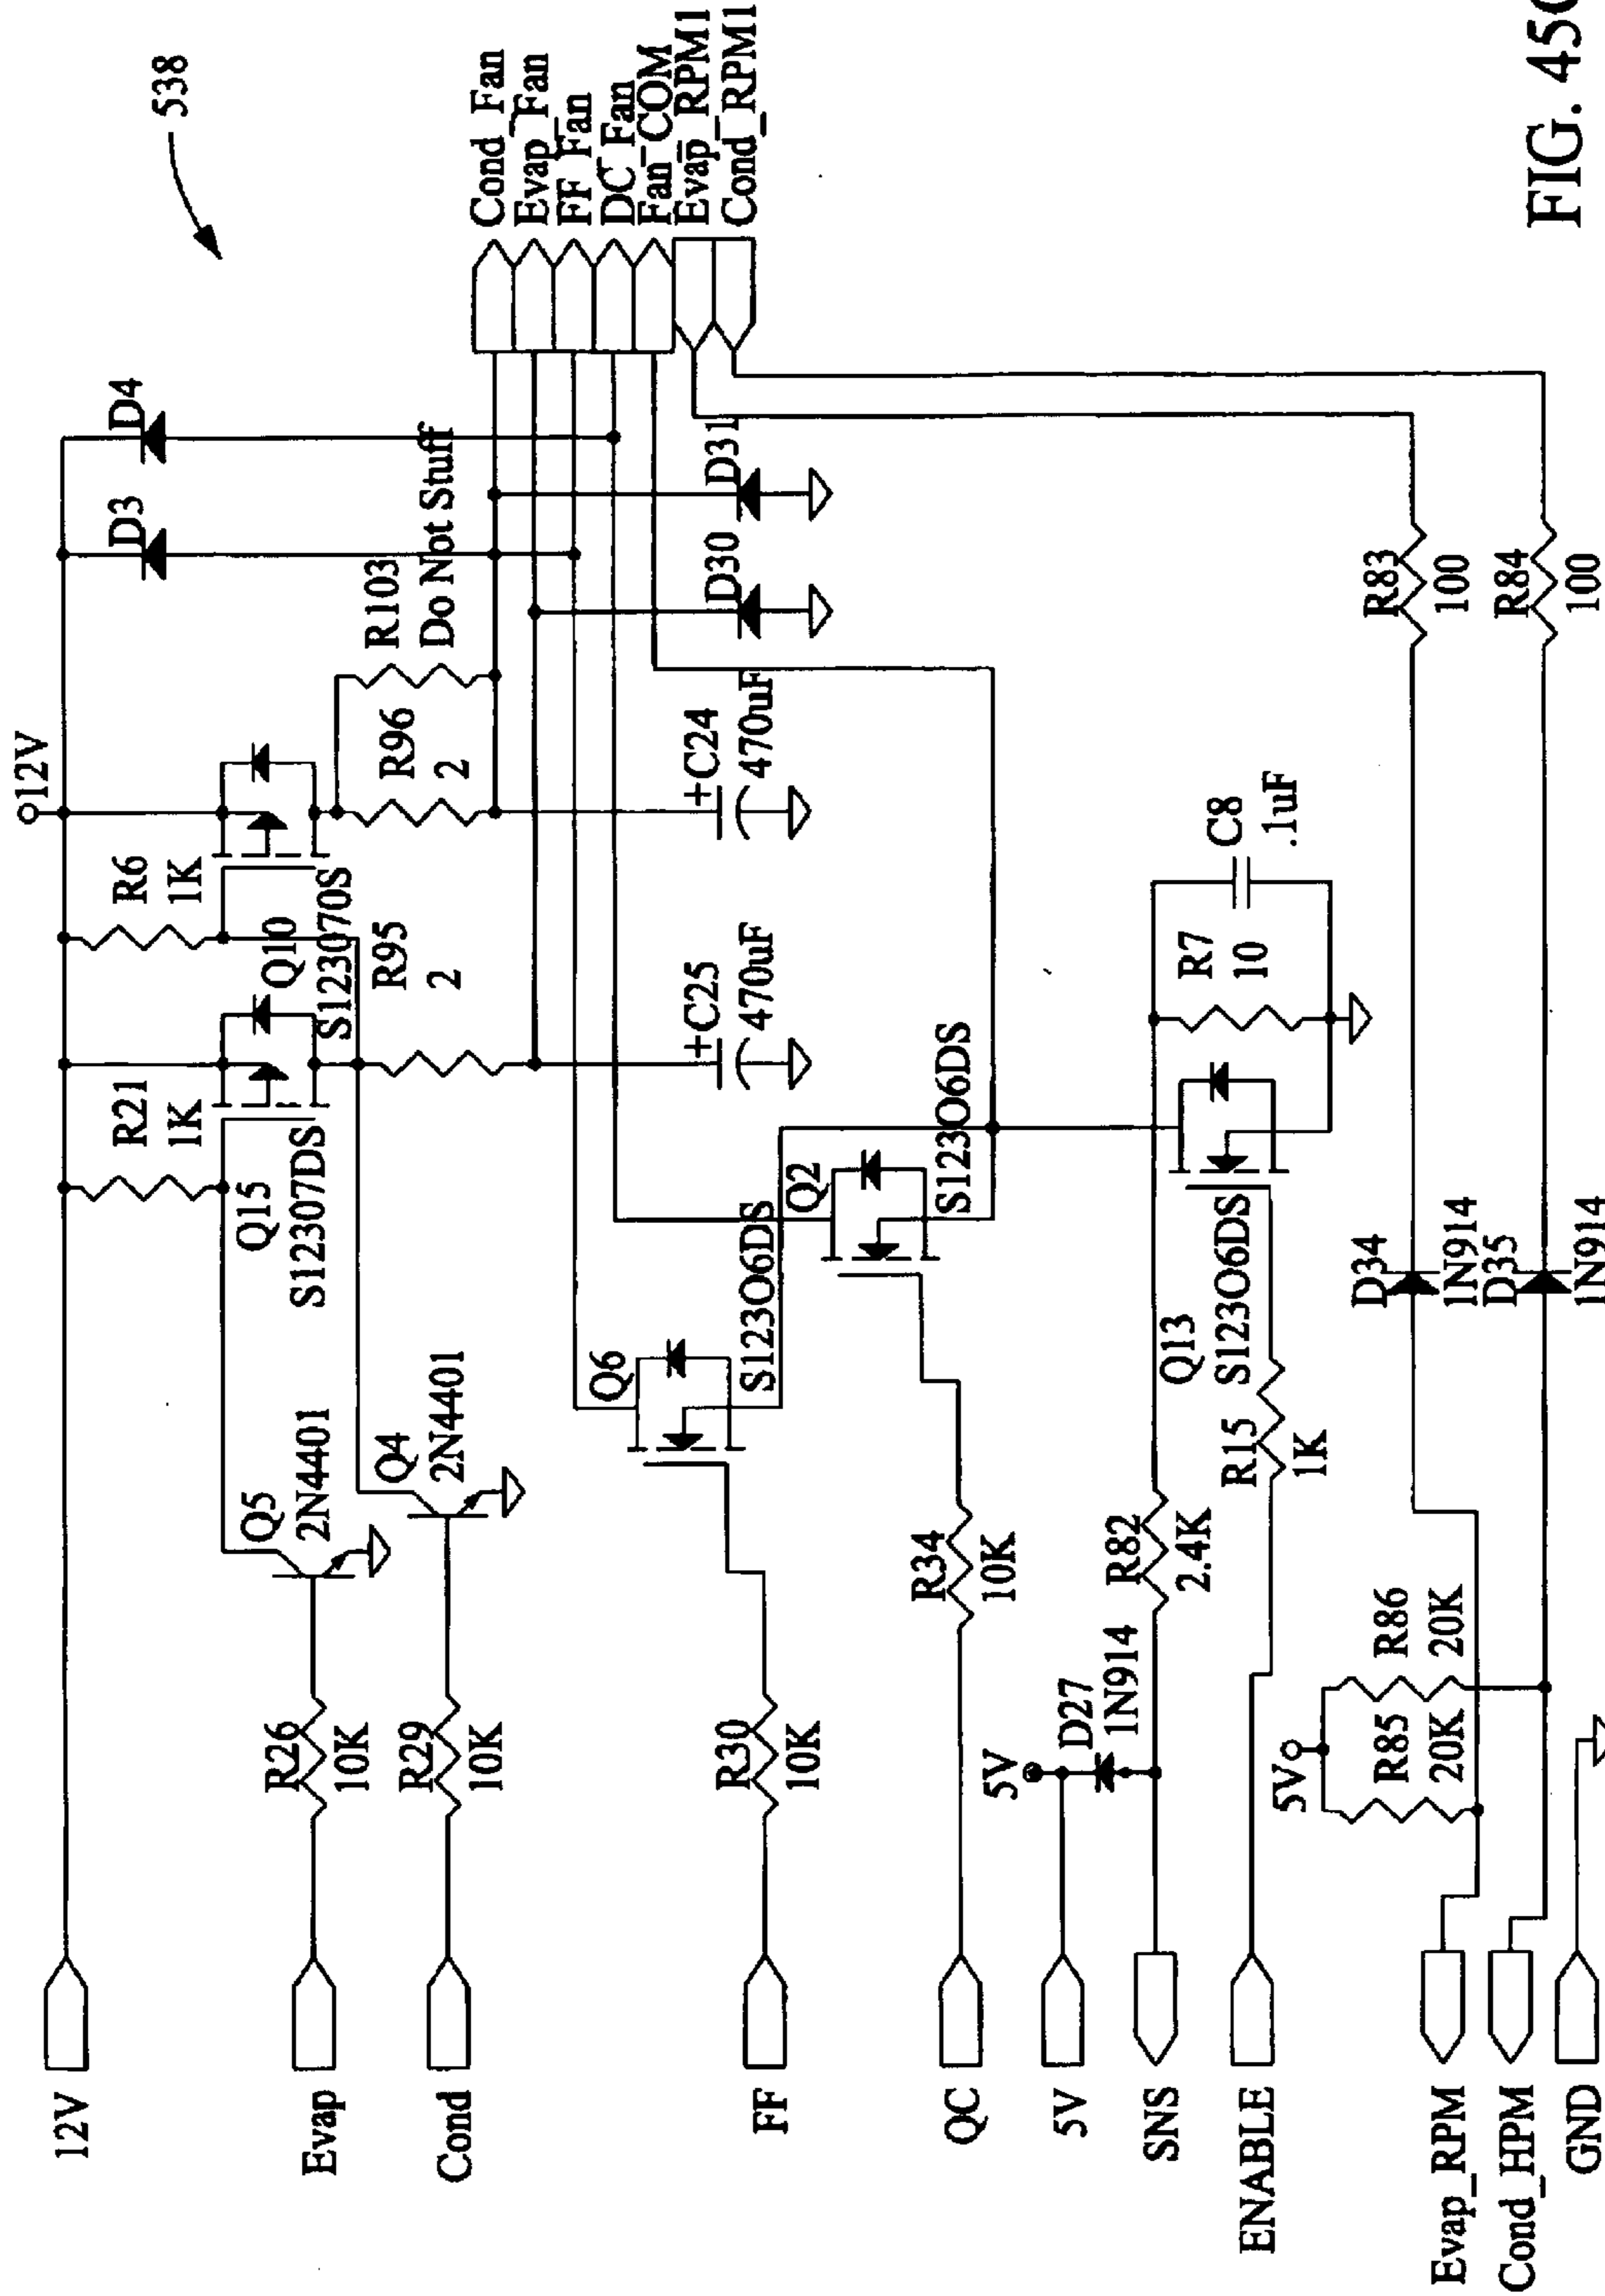 538
12V
Cond_Fan
Evap_Fan
FF_Fan
DC_Fan
Fan_COM
Evap_RPM1
Cond_RPM1
D3
D4
R6
1K
R21
1K
Q10
S123070S
Q15
S12307DS
R103
Do Not Stuff
R96
2
R95
2
D30
D31
+C24
470uF
+C25
470uF
Q5
2N4401
Q4
2N4401
Q6
S123O6DS
Q2
S123O6DS
R26
10K
R29
10K
R30
10K
R34
10K
R7
10
C8
.1uF
Q13
S123O6DS
R82
2.4K
R15
1K
5V
D27
1N914
5V
R85
20K
R86
20K
D34
1N914
D35
1N914
R83
100
R84
100
12V
Evap
Cond
FF
QC
5V
SNS
ENABLE
Evap_RPM
Cond_HPM
GND